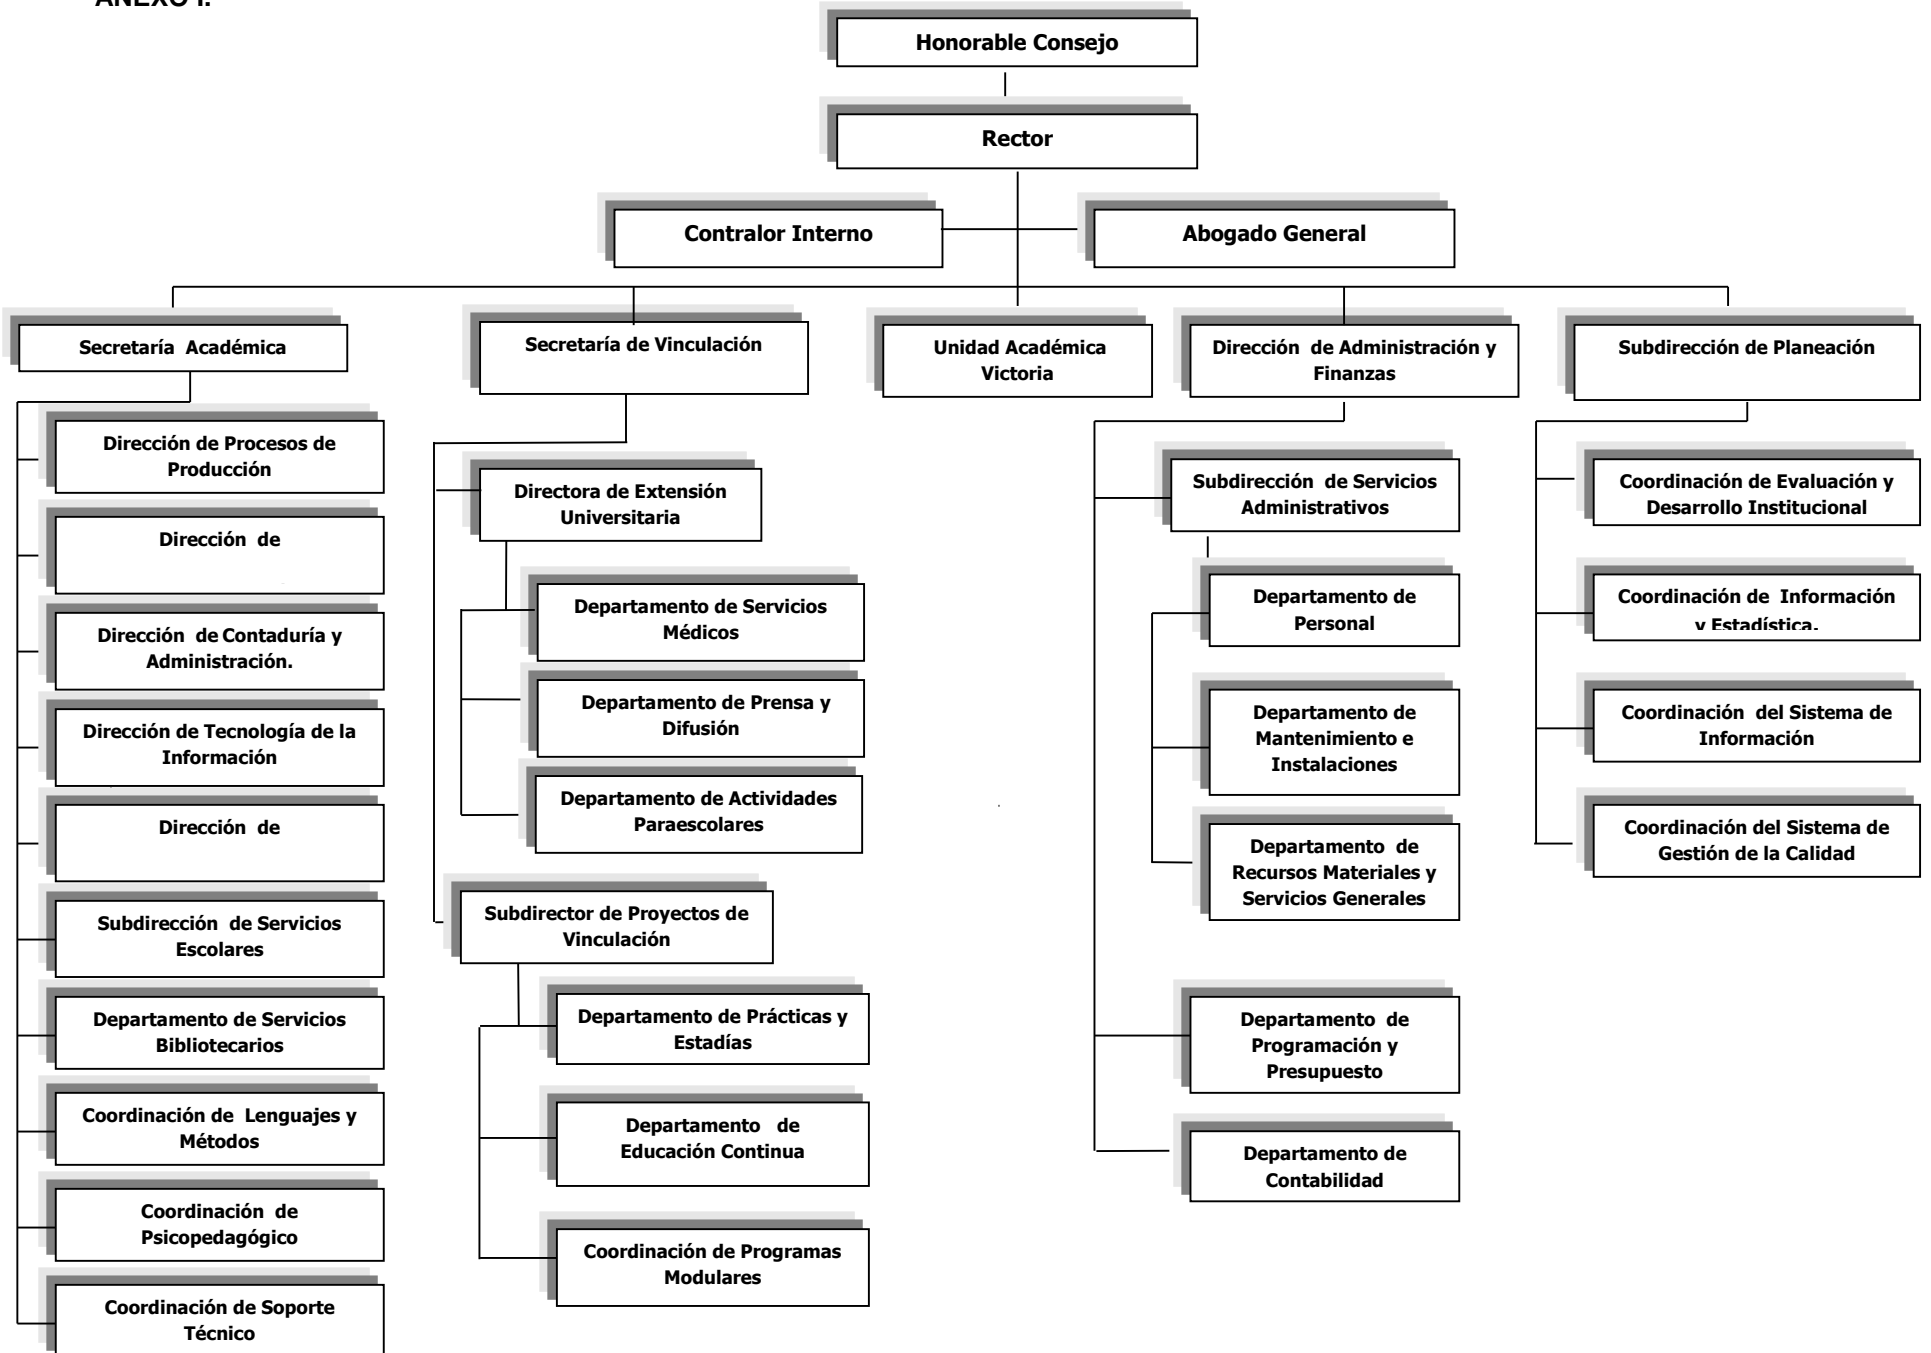 ANEXO I.
Honorable Consejo
Rector
Contralor Interno
Abogado General
Secretaría Académica
Secretaría de Vinculación
Unidad Académica
Victoria
Dirección de Administración y
Finanzas
Subdirección de Planeación
Dirección de Procesos de
Producción
Dirección de
Dirección de Contaduría y
Administración.
Dirección de Tecnología de la
Información
Dirección de
Subdirección de Servicios
Escolares
Departamento de Servicios
Bibliotecarios
Coordinación de Lenguajes y
Métodos
Coordinación de
Psicopedagógico
Coordinación de Soporte
Técnico
Directora de Extensión
Universitaria
Departamento de Servicios
Médicos
Departamento de Prensa y
Difusión
Departamento de Actividades
Paraescolares
Subdirector de Proyectos de
Vinculación
Departamento de Prácticas y
Estadías
Departamento de
Educación Continua
Coordinación de Programas
Modulares
Subdirección de Servicios
Administrativos
Departamento de
Personal
Departamento de
Mantenimiento e
Instalaciones
Departamento de
Recursos Materiales y
Servicios Generales
Departamento de
Programación y
Presupuesto
Departamento de
Contabilidad
Coordinación de Evaluación y
Desarrollo Institucional
Coordinación de Información
y Estadística.
Coordinación del Sistema de
Información
Coordinación del Sistema de
Gestión de la Calidad